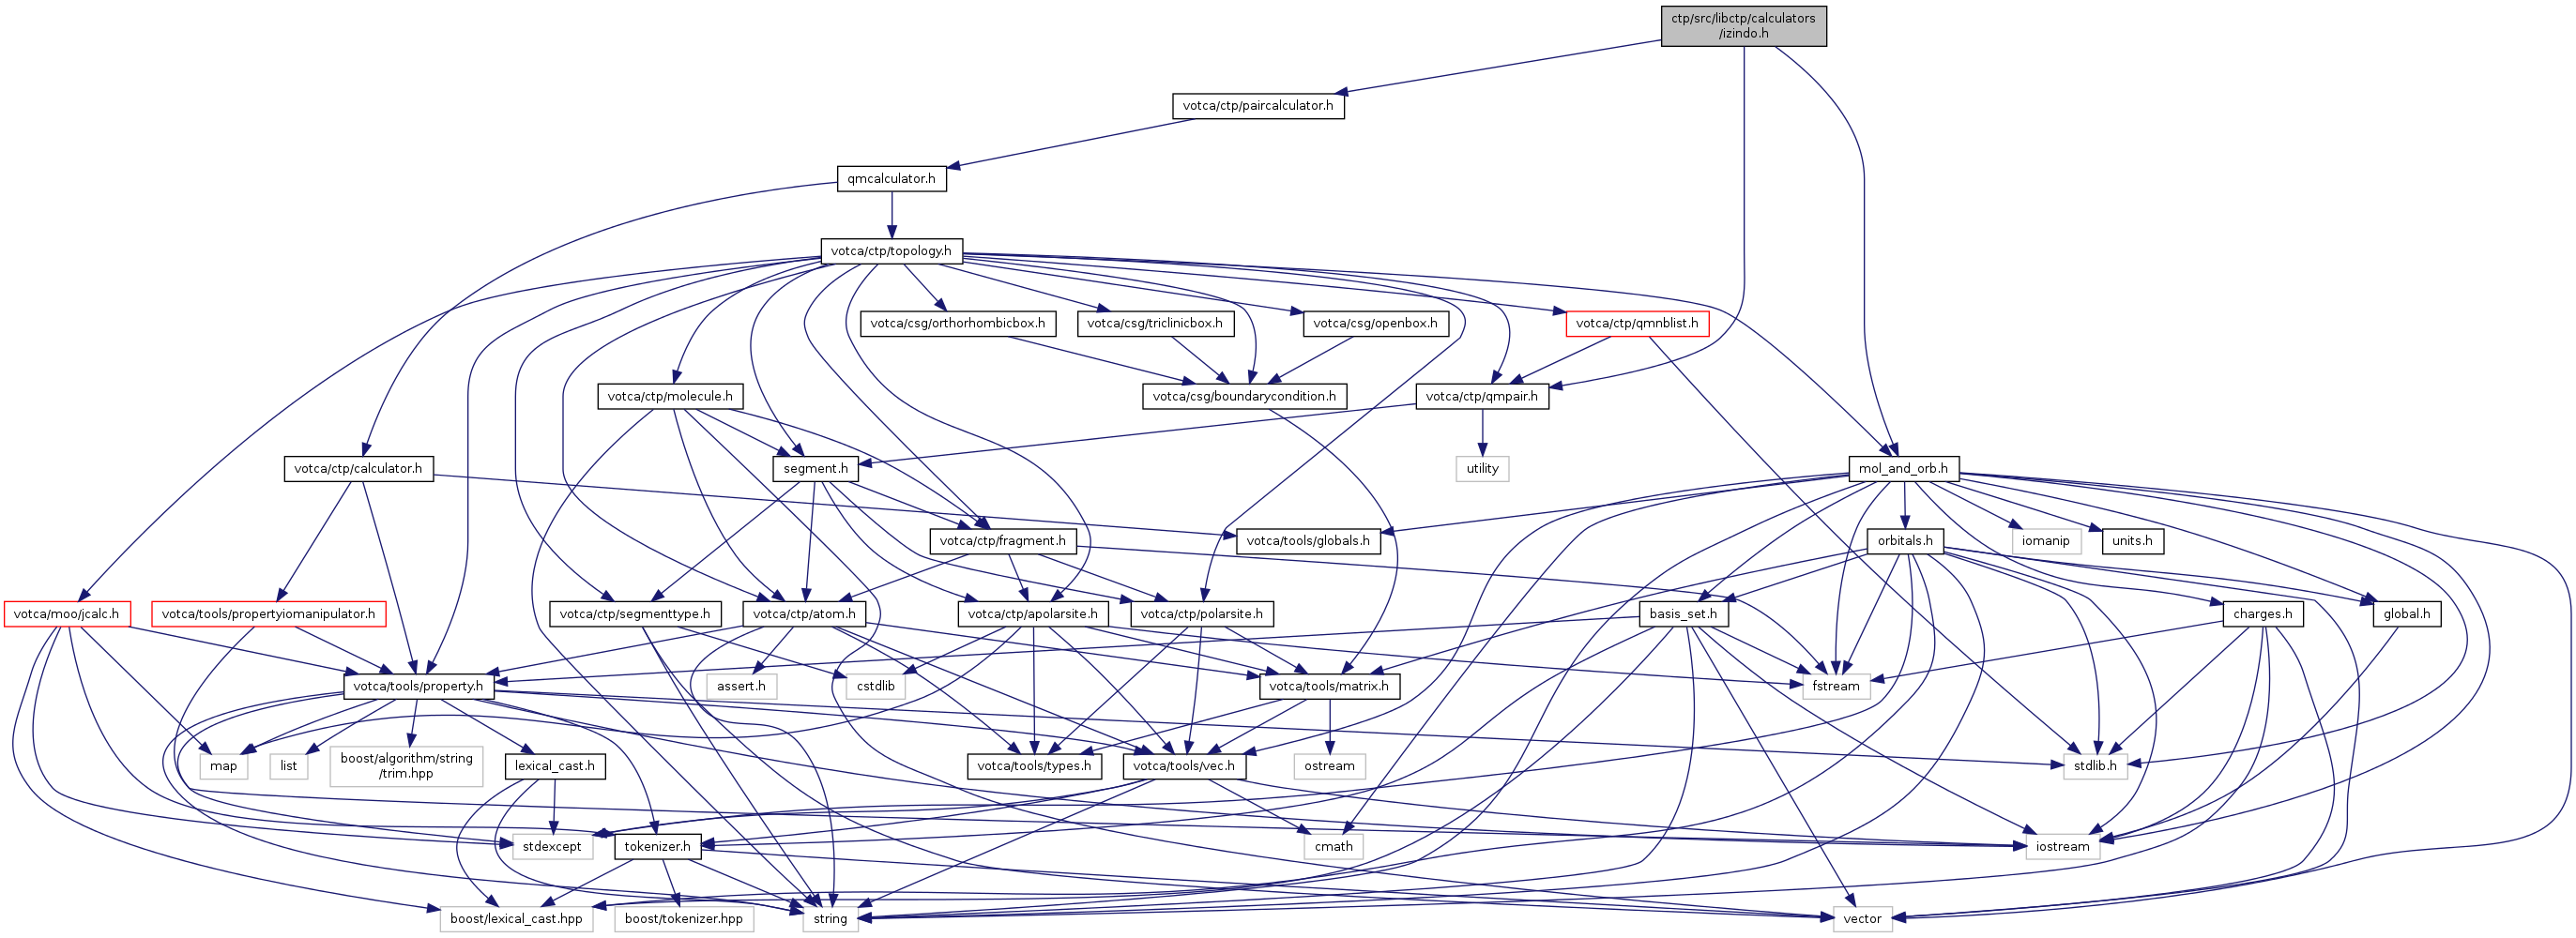 ctp/src/libctp/calculators
/izindo.h
votca/ctp/paircalculator.h
qmcalculator.h
votca/ctp/topology.h
votca/csg/orthorhombicbox.h
votca/csg/triclinicbox.h
votca/csg/openbox.h
votca/ctp/qmnblist.h
votca/ctp/molecule.h
votca/csg/boundarycondition.h
votca/ctp/qmpair.h
votca/ctp/calculator.h
segment.h
utility
mol_and_orb.h
votca/ctp/fragment.h
votca/tools/globals.h
orbitals.h
iomanip
units.h
votca/moo/jcalc.h
votca/tools/propertyiomanipulator.h
votca/ctp/segmenttype.h
votca/ctp/atom.h
votca/ctp/apolarsite.h
votca/ctp/polarsite.h
basis_set.h
charges.h
global.h
votca/tools/property.h
assert.h
cstdlib
votca/tools/matrix.h
fstream
map
list
boost/algorithm/string
/trim.hpp
lexical_cast.h
votca/tools/types.h
votca/tools/vec.h
ostream
stdlib.h
stdexcept
tokenizer.h
cmath
iostream
boost/lexical_cast.hpp
boost/tokenizer.hpp
string
vector